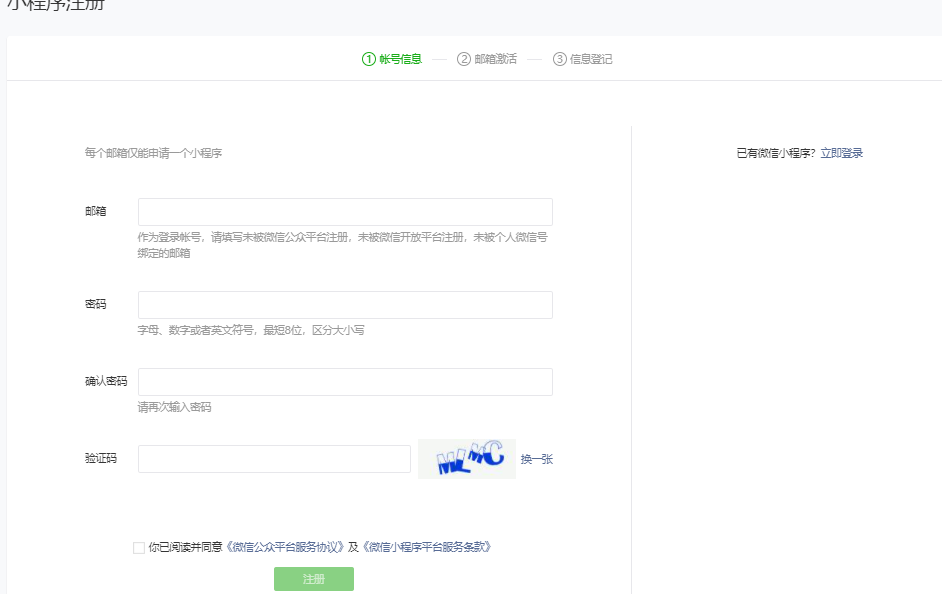 小程序注册
① 帐号信息 — ② 邮箱激活 — ③ 信息登记
每个邮箱仅能申请一个小程序
已有微信小程序？立即登录
邮箱
作为登录帐号，请填写未被微信公众平台注册，未被微信开放平台注册，未被个人微信号
绑定的邮箱
密码
字母、数字或者英文符号，最短8位，区分大小写
确认密码
请再次输入密码
验证码
换一张
你已阅读并同意《微信公众平台服务协议》及《微信小程序平台服务条款》
注册